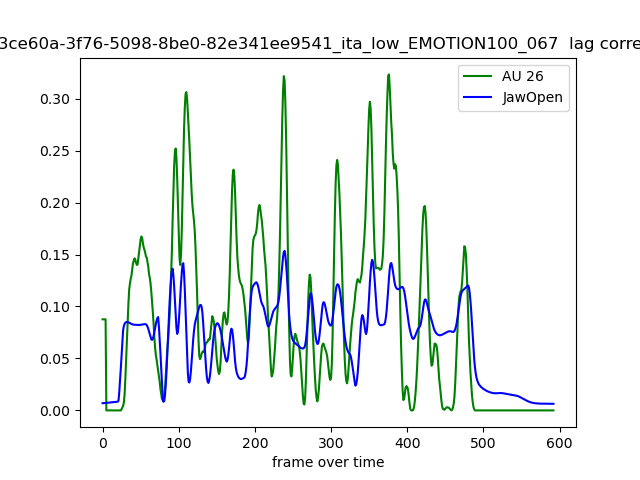 3ce60a-3f76-5098-8be0-82e341ee9541_ita_low_EMOTION100_067  lag corre
AU 26
JawOpen
0.30
0.25
0.20
0.15
0.10
0.05
0.00
0 100 200 300 400 500 600
frame over time